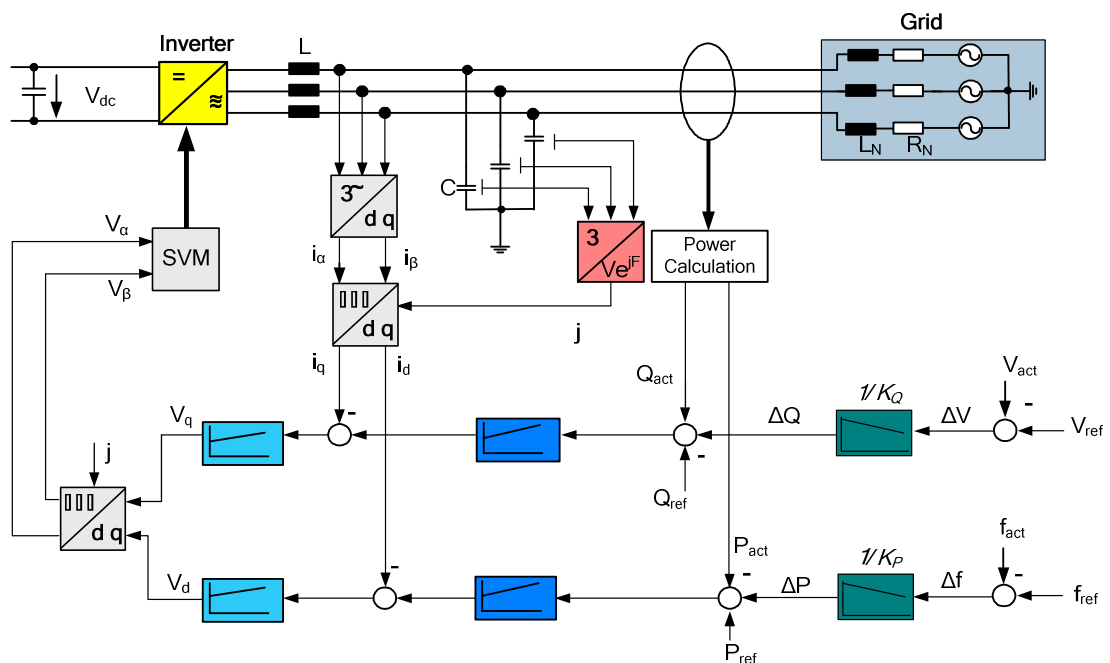 Grid
Inverter
L
V_dc
=
≋
L_N
R_N
3~
d q
C
3
Ve^jF
Power
Calculation
V_α
SVM
V_β
i_α
i_β
d q
j
i_q
i_d
Q_act
V_act
1/K_Q
V_q
-
ΔQ
ΔV
-
V_ref
-
j
Q_ref
d q
P_act
f_act
1/K_P
V_d
-
-
ΔP
Δf
-
f_ref
P_ref